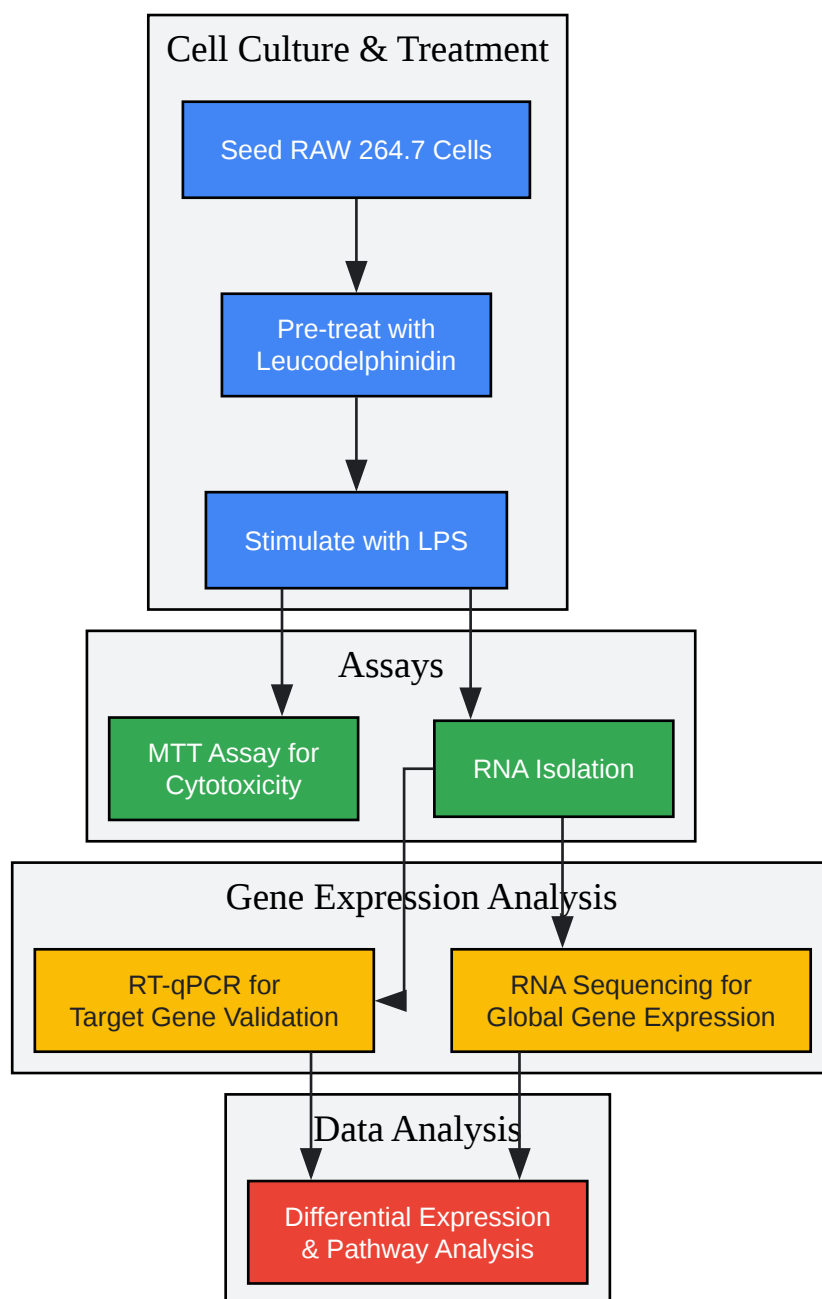 Cell Culture & Treatment
Seed RAW 264.7 Cells
Pre-treat with
Leucodelphinidin
Stimulate with LPS
Assays
MTT Assay for
Cytotoxicity
RNA Isolation
Gene Expression Analysis
RT-qPCR for
Target Gene Validation
RNA Sequencing for
Global Gene Expression
Data Analysis
Differential Expression
& Pathway Analysis